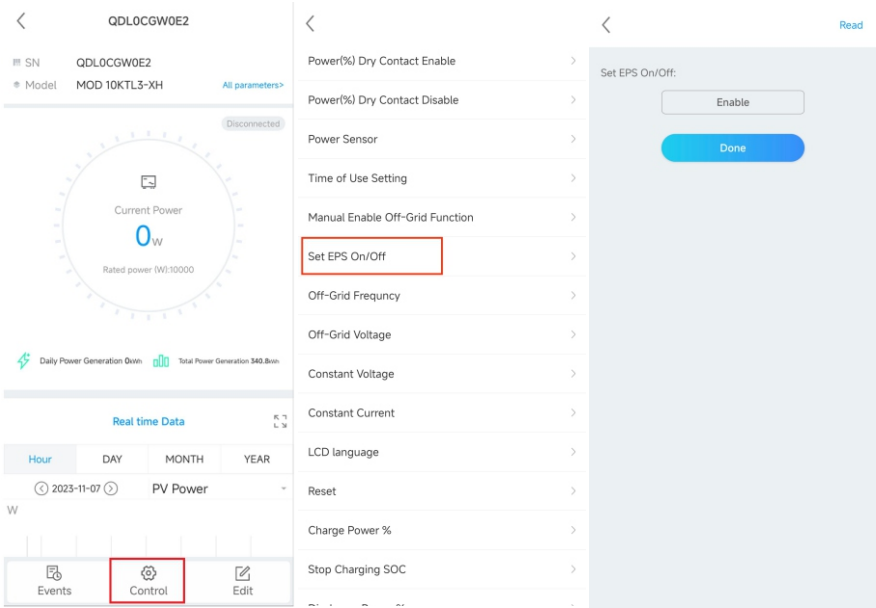 QDL0CGW0E2
SN QDL0CGW0E2
Model MOD 10KTL3-XH All parameters>
Disconnected
Current Power
0W
Rated power (W):10000
Daily Power Generation 0kWh Total Power Generation 340.8kWh
Real time Data
Hour DAY MONTH YEAR
2023-11-07 PV Power
W
Events Control Edit
Power(%) Dry Contact Enable
Power(%) Dry Contact Disable
Power Sensor
Time of Use Setting
Manual Enable Off-Grid Function
Set EPS On/Off
Off-Grid Frequncy
Off-Grid Voltage
Constant Voltage
Constant Current
LCD language
Reset
Charge Power %
Stop Charging SOC
Read
Set EPS On/Off:
Enable
Done